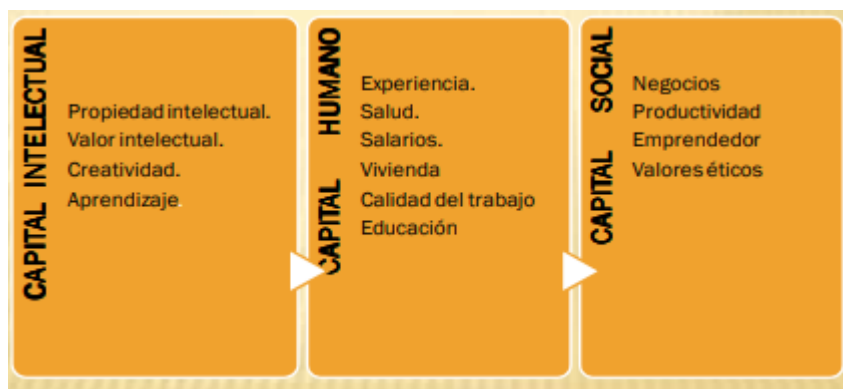 CAPITAL INTELECTUAL
Propiedad intelectual.
Valor intelectual.
Creatividad.
Aprendizaje.
CAPITAL HUMANO
Experiencia.
Salud.
Salarios.
Vivienda
Calidad del trabajo
Educación
CAPITAL SOCIAL
Negocios
Productividad
Emprendedor
Valores éticos